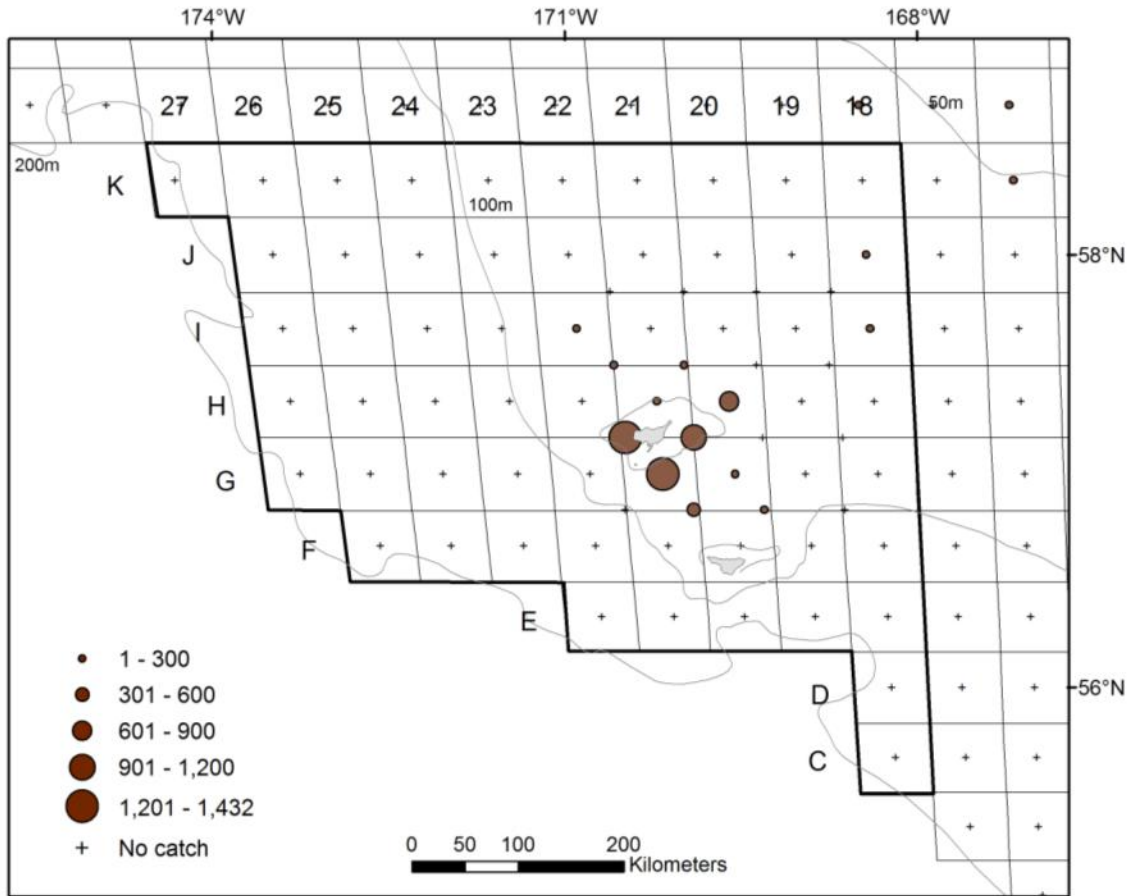 174°W 171°W 168°W
27 26 25 24 23 22 21 20 19 18 50m
200m
K
100m
J
58°N
I
H
G
F
E
1 - 300
301 - 600
D
56°N
601 - 900
C
901 - 1,200
1,201 - 1,432
No catch
0 50 100 200
Kilometers